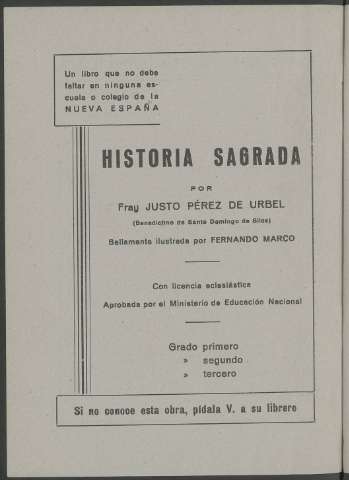 Un libro que no debe
faltar en ninguna es-
cuela o colegio de la
NUEVA ESPAÑA
HISTORIA SAGRADA
POR
Fray JUSTO PÉREZ DE URBEL
(Benedictino de Santo Domingo de Silos)
Bellamente ilustrada por FERNANDO MARCO
Con licencia eclesiástica
Aprobada por el Ministerio de Educación Nacional
Grado primero
» segundo
» tercero
Si no conoce esta obra, pídala V. a su librero